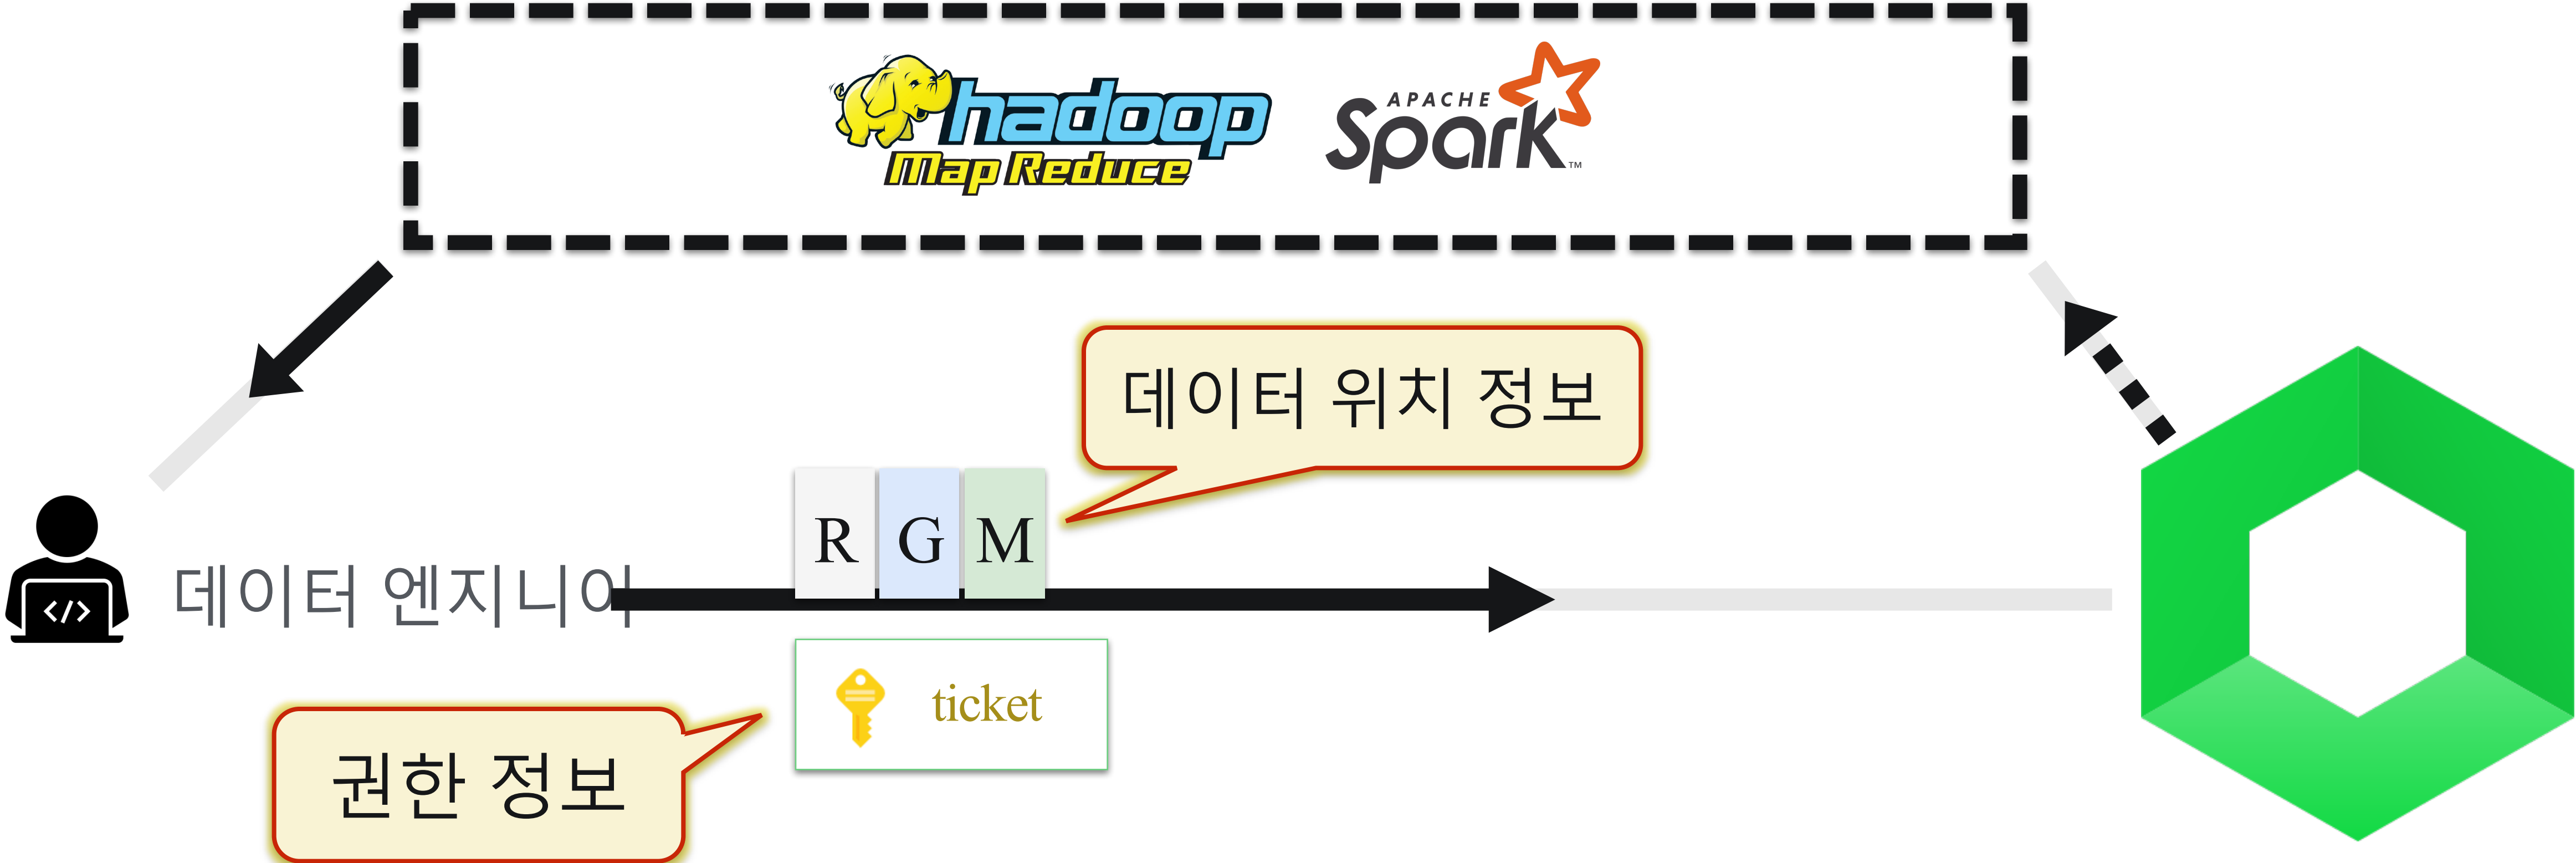 hadoop
Map Reduce
APACHE
Spark™
데이터 위치 정보
R G M
데이터 엔지니어
</>
ticket
권한 정보